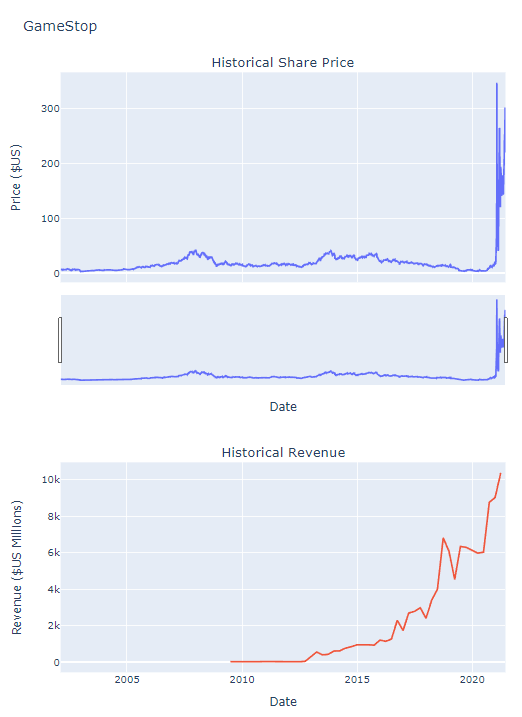 GameStop
Historical Share Price
Price ($US)
300
200
100
0
Date
Historical Revenue
Revenue ($US Millions)
10k
8k
6k
4k
2k
0
2005
2010
2015
2020
Date